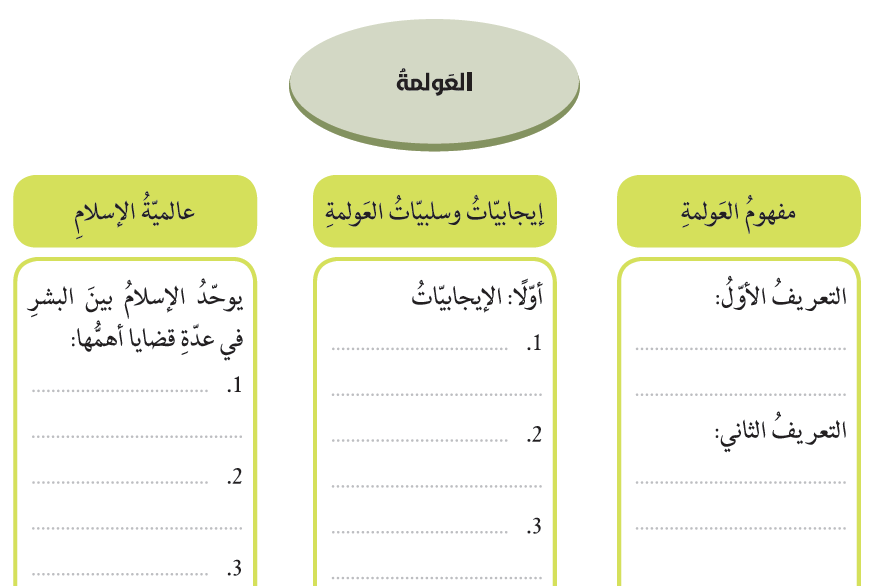 العَولمةُ
مفهومُ العَولمةِ
التعريفُ الأوّلُ:
التعريفُ الثاني:
إيجابيّاتُ وسلبيّاتُ العَولمةِ
أوّلًا: الإيجابيّاتُ
1.
2.
3.
عالميّةُ الإسلامِ
يوحّدُ الإسلامُ بينَ البشرِ
في عدّةِ قضايا أهمُّها:
1.
2.
3.